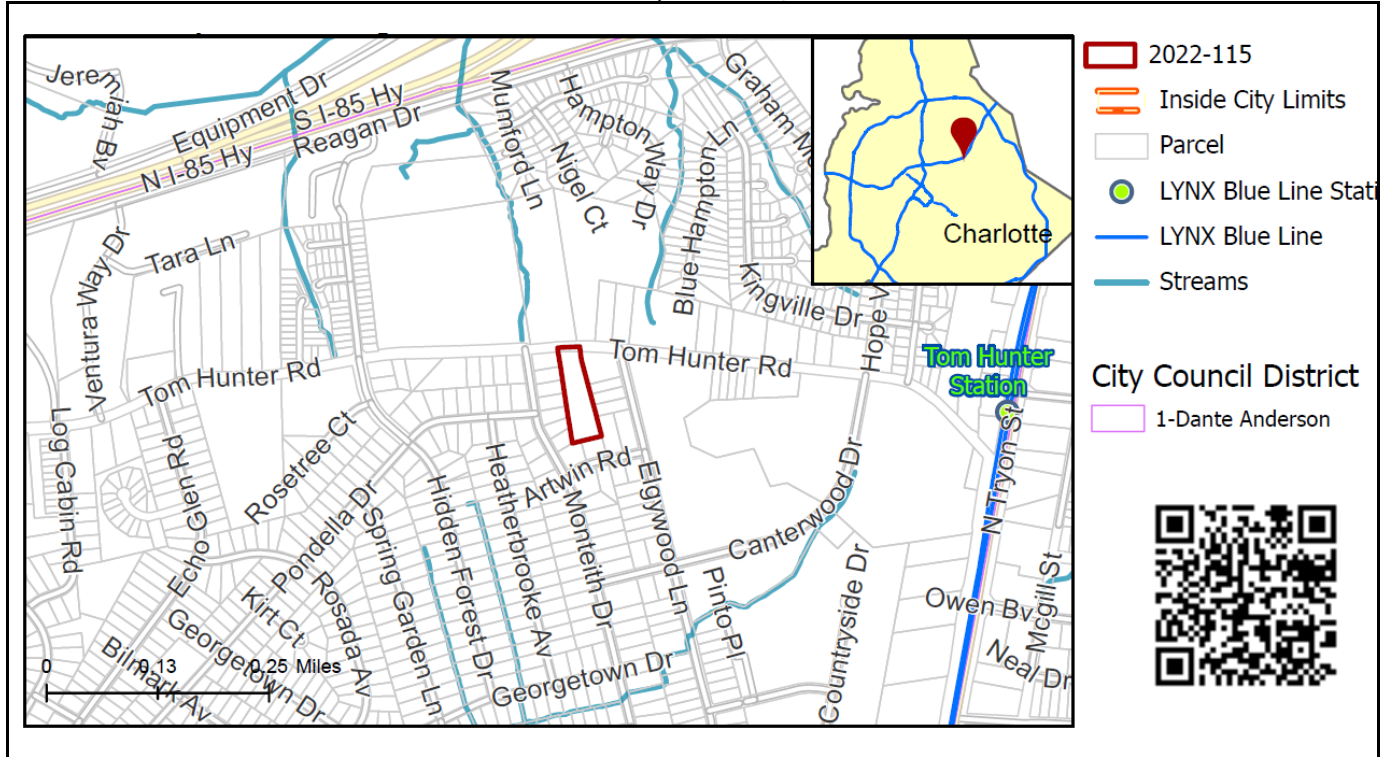 Jeremiah Bv
Equipment Dr
S I-85 Hy
N I-85 Hy
Reagan Dr
Mumford Ln
Hampton Way Dr
Nigel Ct
Blue Hampton Ln
Graham
Tara Ln
Ventura Way Dr
Kingville Dr
Hope
Tom Hunter Rd
Tom Hunter Rd
Tom Hunter
Station
Log Cabin Rd
Echo Glen Rd
Rosetree Ct
Pondella Dr
Heatherbrooke Av
Artwin Rd
Elgywood Ln
Monteith Dr
Hidden Forest Dr
Spring Garden Ln
Canterwood Dr
N Tryon St
Rosada Av
Kirt Ct
Georgetown Dr
Bilmark Av
Georgetown Dr
Pinto Pl
Countryside Dr
Owen Bv
Mcgill St
Neal Dr
0 0.13 0.25 Miles
Charlotte
2022-115
Inside City Limits
Parcel
LYNX Blue Line Stati
LYNX Blue Line
Streams
City Council District
1-Dante Anderson